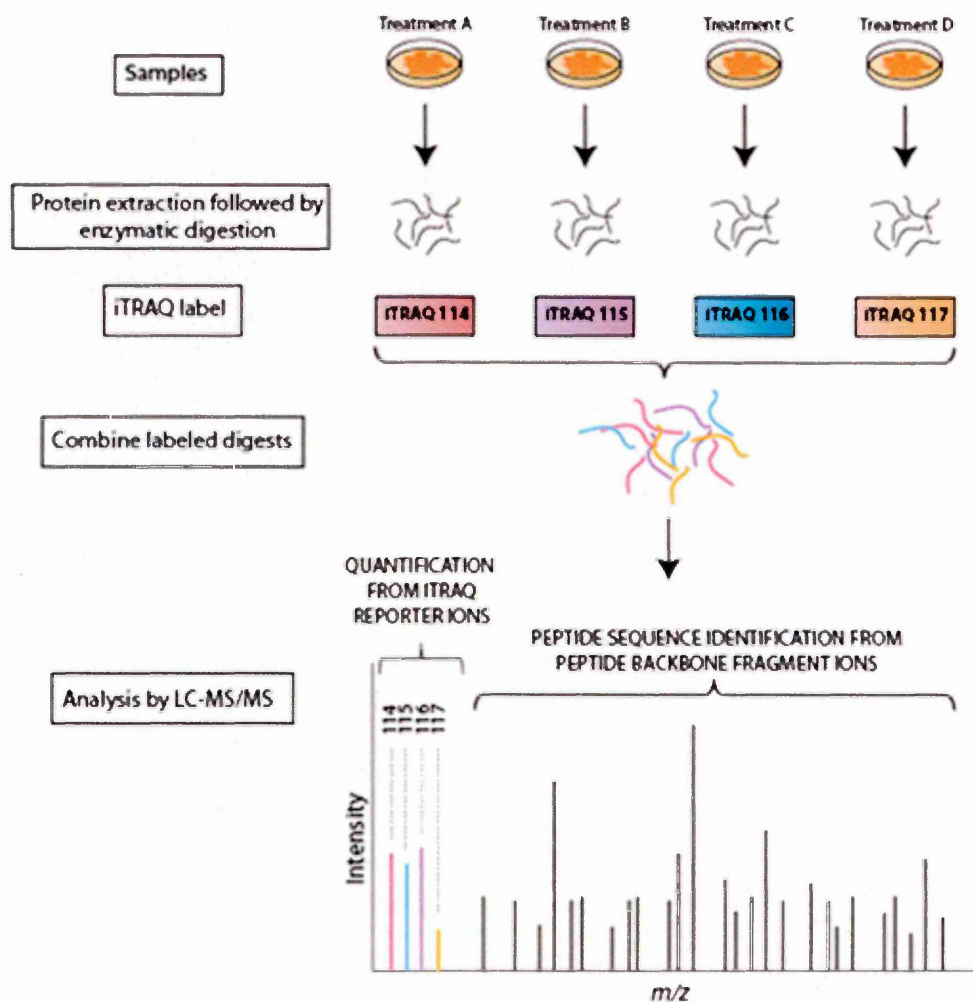 Treatment A Treatment B Treatment C Treatment D
Samples
Protein extraction followed by
enzymatic digestion
iTRAQ label
iTRAQ 114 iTRAQ 115 iTRAQ 116 iTRAQ 117
Combine labeled digests
QUANTIFICATION
FROM ITRAQ
REPORTER IONS
PEPTIDE SEQUENCE IDENTIFICATION FROM
PEPTIDE BACKBONE FRAGMENT IONS
Analysis by LC-MS/MS
114
115
116
117
Intensity
m/z